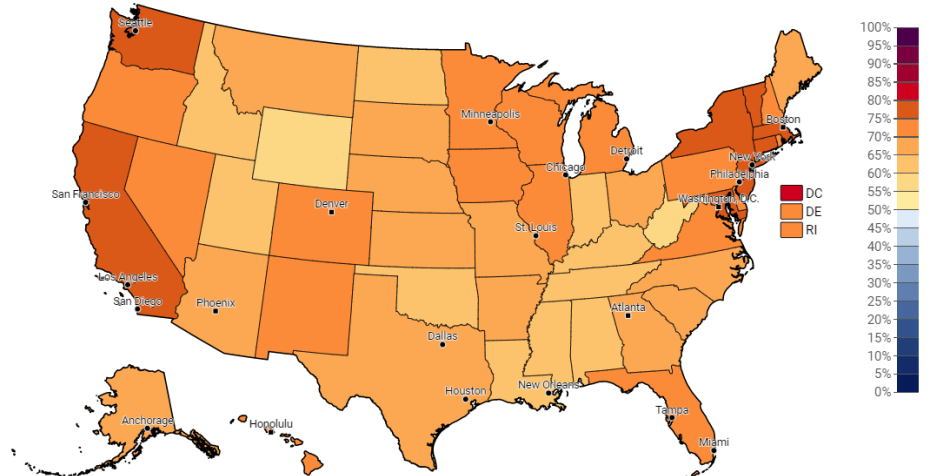 Seattle
Minneapolis
Boston
Detroit
New York
Chicago
Philadelphia
San Francisco
Denver
Washington, D.C.
St. Louis
Los Angeles
San Diego
Phoenix
Atlanta
Dallas
New Orleans
Houston
Tampa
Anchorage
Honolulu
Miami
DC
DE
RI
100%
95%
90%
85%
80%
75%
70%
65%
60%
55%
50%
45%
40%
35%
30%
25%
20%
15%
10%
5%
0%